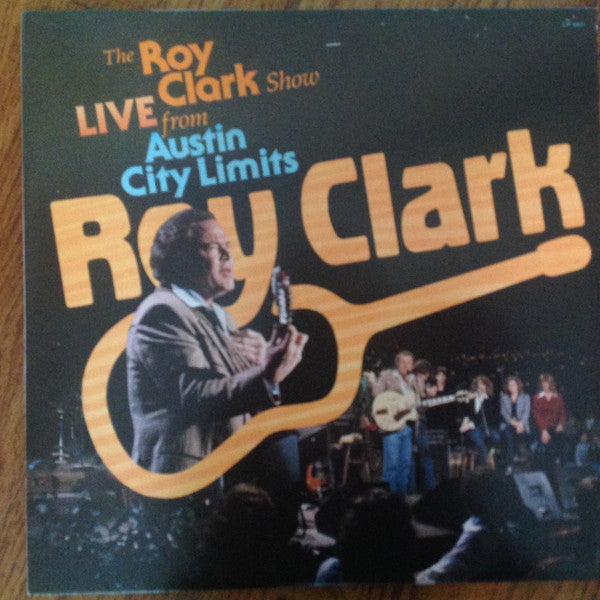 The Roy
Clark Show
LIVE from
Austin
City Limits
Roy Clark